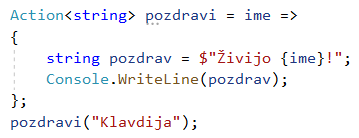 Action<string> pozdravi = ime =>
{
    string pozdrav = $"Živijo {ime}!";
    Console.WriteLine(pozdrav);
};
pozdravi("Klavdija");